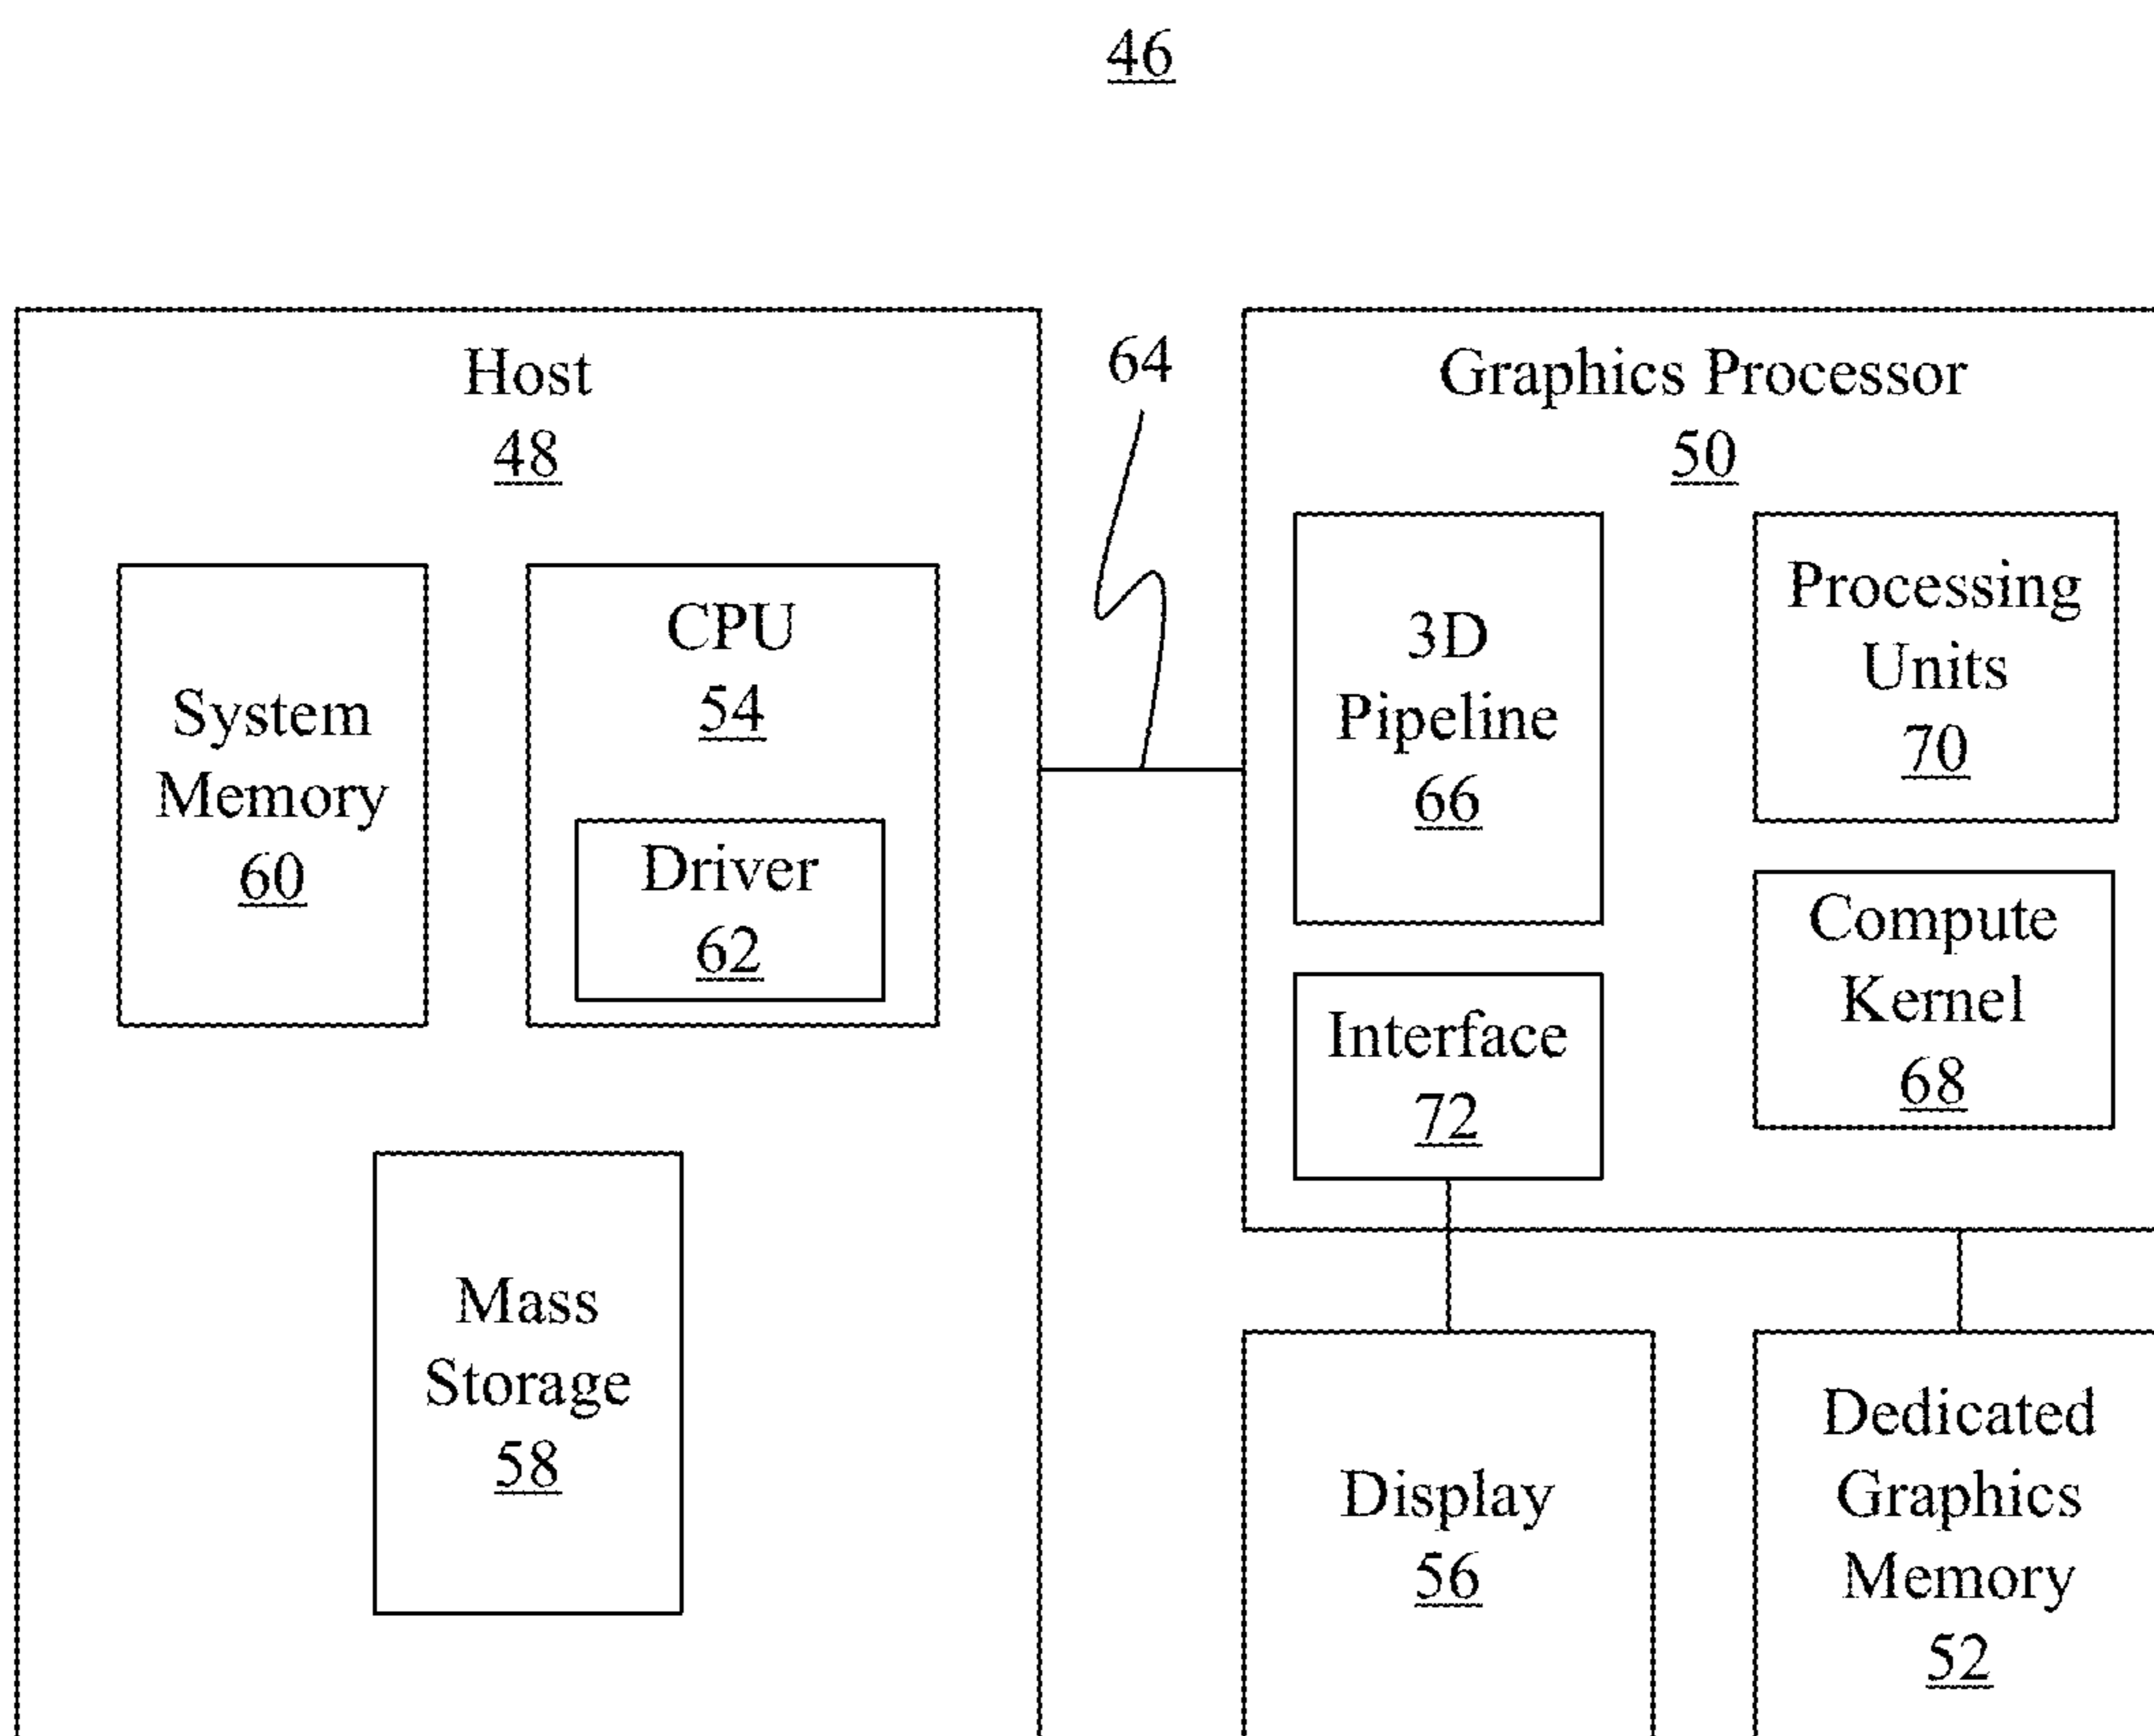 46
Host
48
System
Memory
60
CPU
54
Driver
62
Mass
Storage
58
64
Graphics Processor
50
3D
Pipeline
66
Processing
Units
70
Interface
72
Compute
Kernel
68
Display
56
Dedicated
Graphics
Memory
52